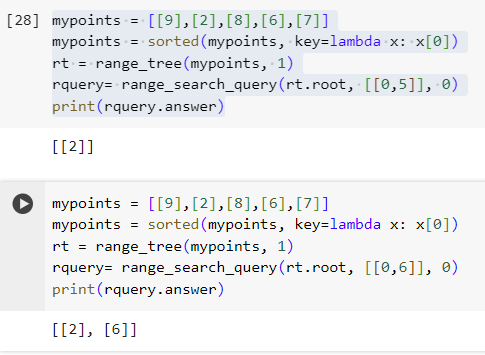 [28] mypoints = [[9],[2],[8],[6],[7]]
mypoints = sorted(mypoints, key=lambda x: x[0])
rt = range_tree(mypoints, 1)
rquery= range_search_query(rt.root, [[0,5]], 0)
print(rquery.answer)
[[2]]
mypoints = [[9],[2],[8],[6],[7]]
mypoints = sorted(mypoints, key=lambda x: x[0])
rt = range_tree(mypoints, 1)
rquery= range_search_query(rt.root, [[0,6]], 0)
print(rquery.answer)
[[2], [6]]